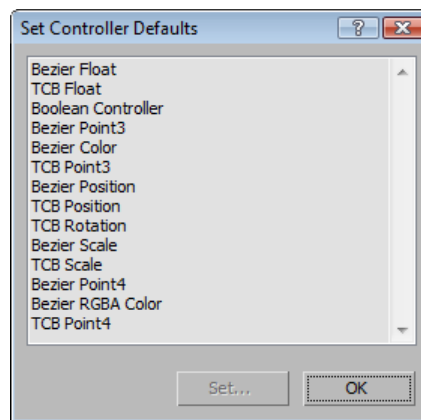 Set Controller Defaults
?
Bezier Float
TCB Float
Boolean Controller
Bezier Point3
Bezier Color
TCB Point3
Bezier Position
TCB Position
TCB Rotation
Bezier Scale
TCB Scale
Bezier Point4
Bezier RGBA Color
TCB Point4
Set...
OK